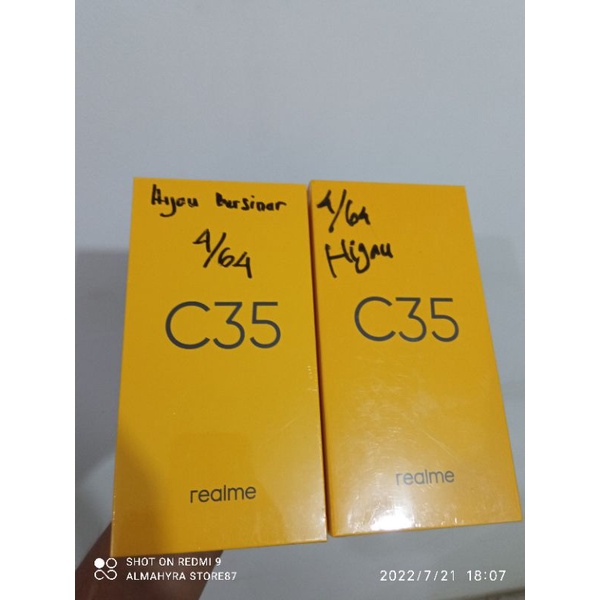 Hijau Bersinar
4/64
C35
realme
4/64
Hijau
C35
realme
SHOT ON REDMI 9
ALMAHYRA STORE87
2022/7/21 18:07